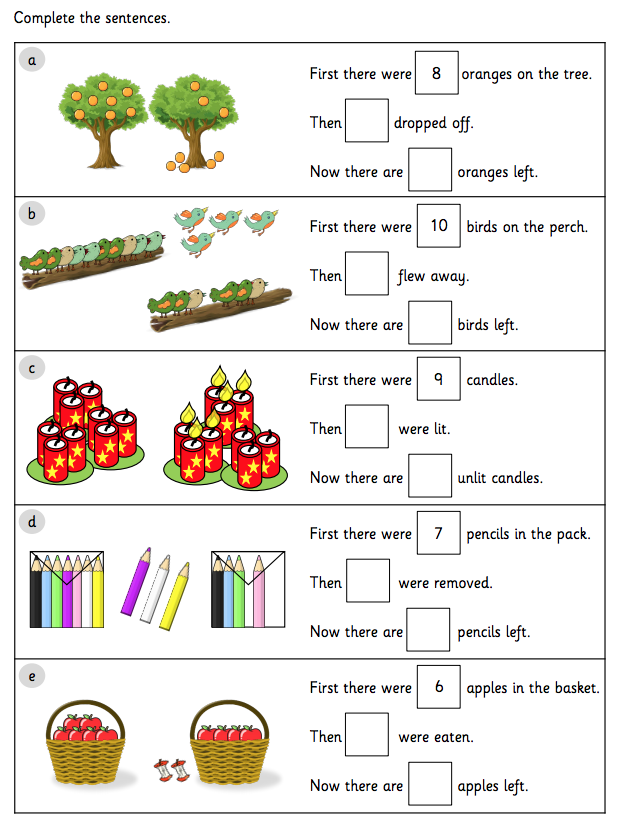 Complete the sentences.
a
First there were 8 oranges on the tree.
Then dropped off.
Now there are oranges left.
b
First there were 10 birds on the perch.
Then flew away.
Now there are birds left.
c
First there were 9 candles.
Then were lit.
Now there are unlit candles.
d
First there were 7 pencils in the pack.
Then were removed.
Now there are pencils left.
e
First there were 6 apples in the basket.
Then were eaten.
Now there are apples left.